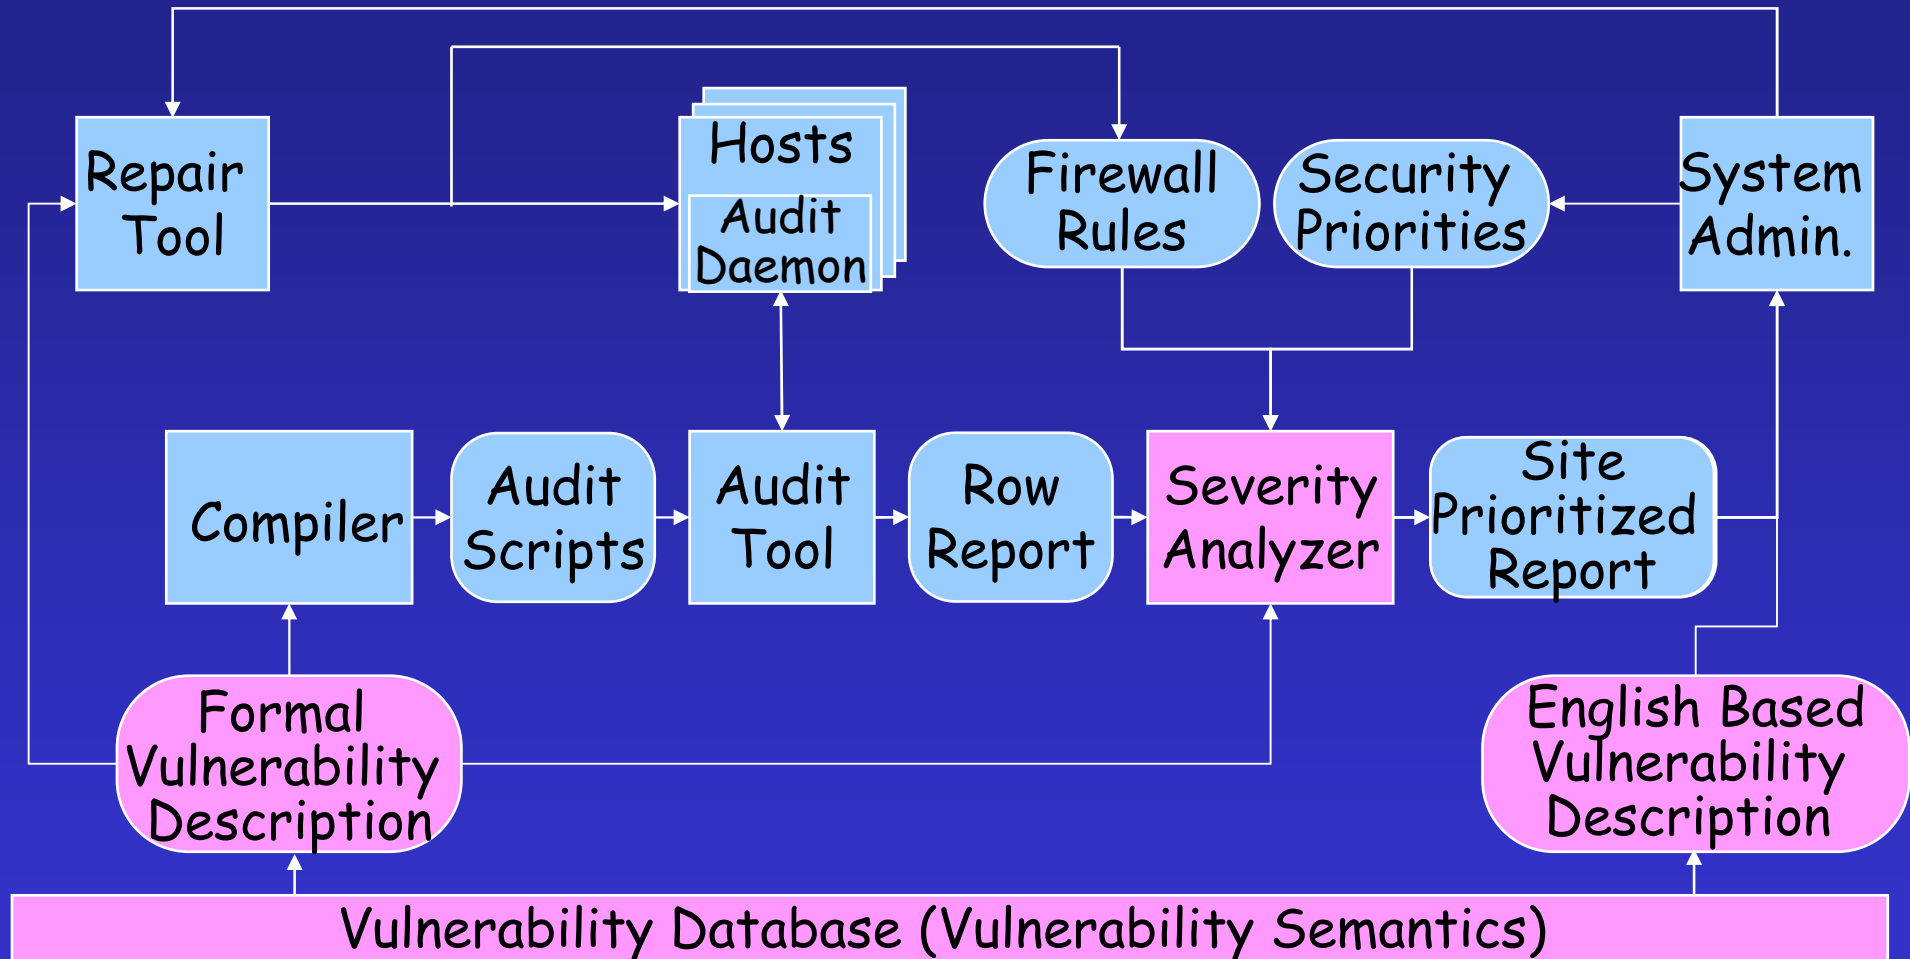 Repair
Tool
Hosts
Audit
Daemon
Firewall
Rules
Security
Priorities
System
Admin.
Compiler
Audit
Scripts
Audit
Tool
Row
Report
Severity
Analyzer
Site
Prioritized
Report
Formal
Vulnerability
Description
English Based
Vulnerability
Description
Vulnerability Database (Vulnerability Semantics)